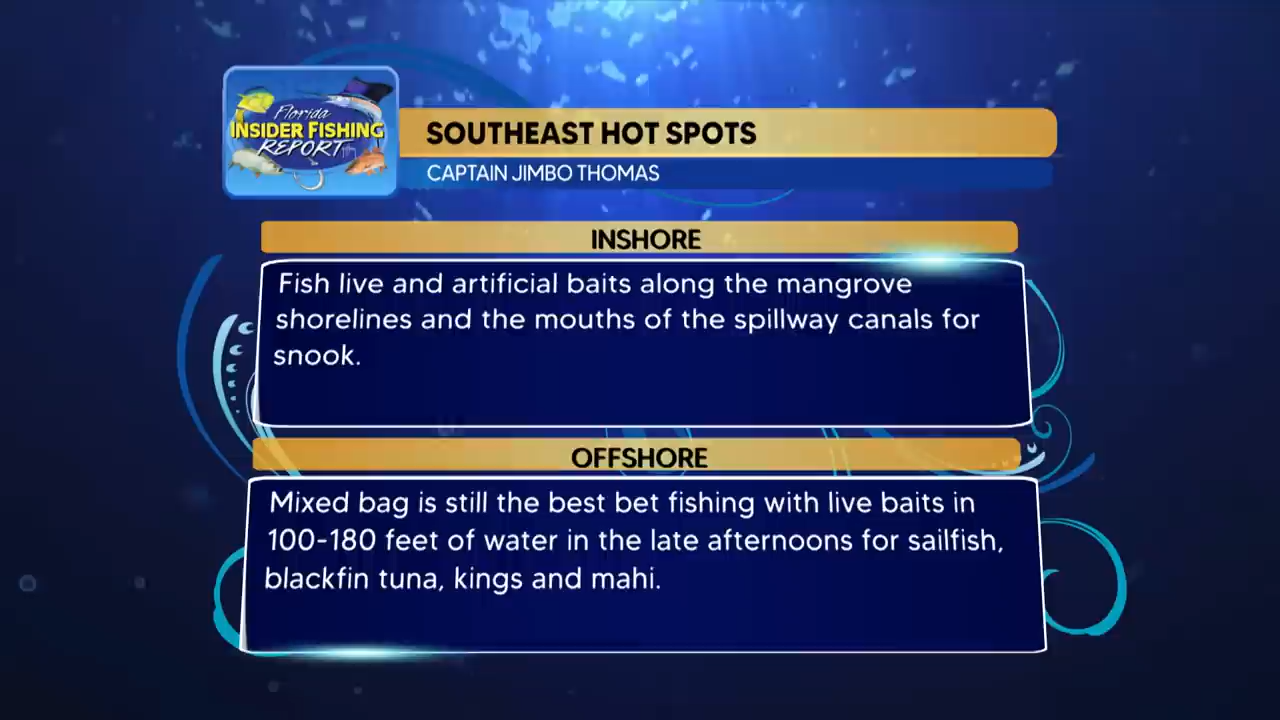 Florida
INSIDER FISHING
REPORT
SOUTHEAST HOT SPOTS
CAPTAIN JIMBO THOMAS
INSHORE
Fish live and artificial baits along the mangrove
shorelines and the mouths of the spillway canals for
snook.
OFFSHORE
Mixed bag is still the best bet fishing with live baits in
100-180 feet of water in the late afternoons for sailfish,
blackfin tuna, kings and mahi.